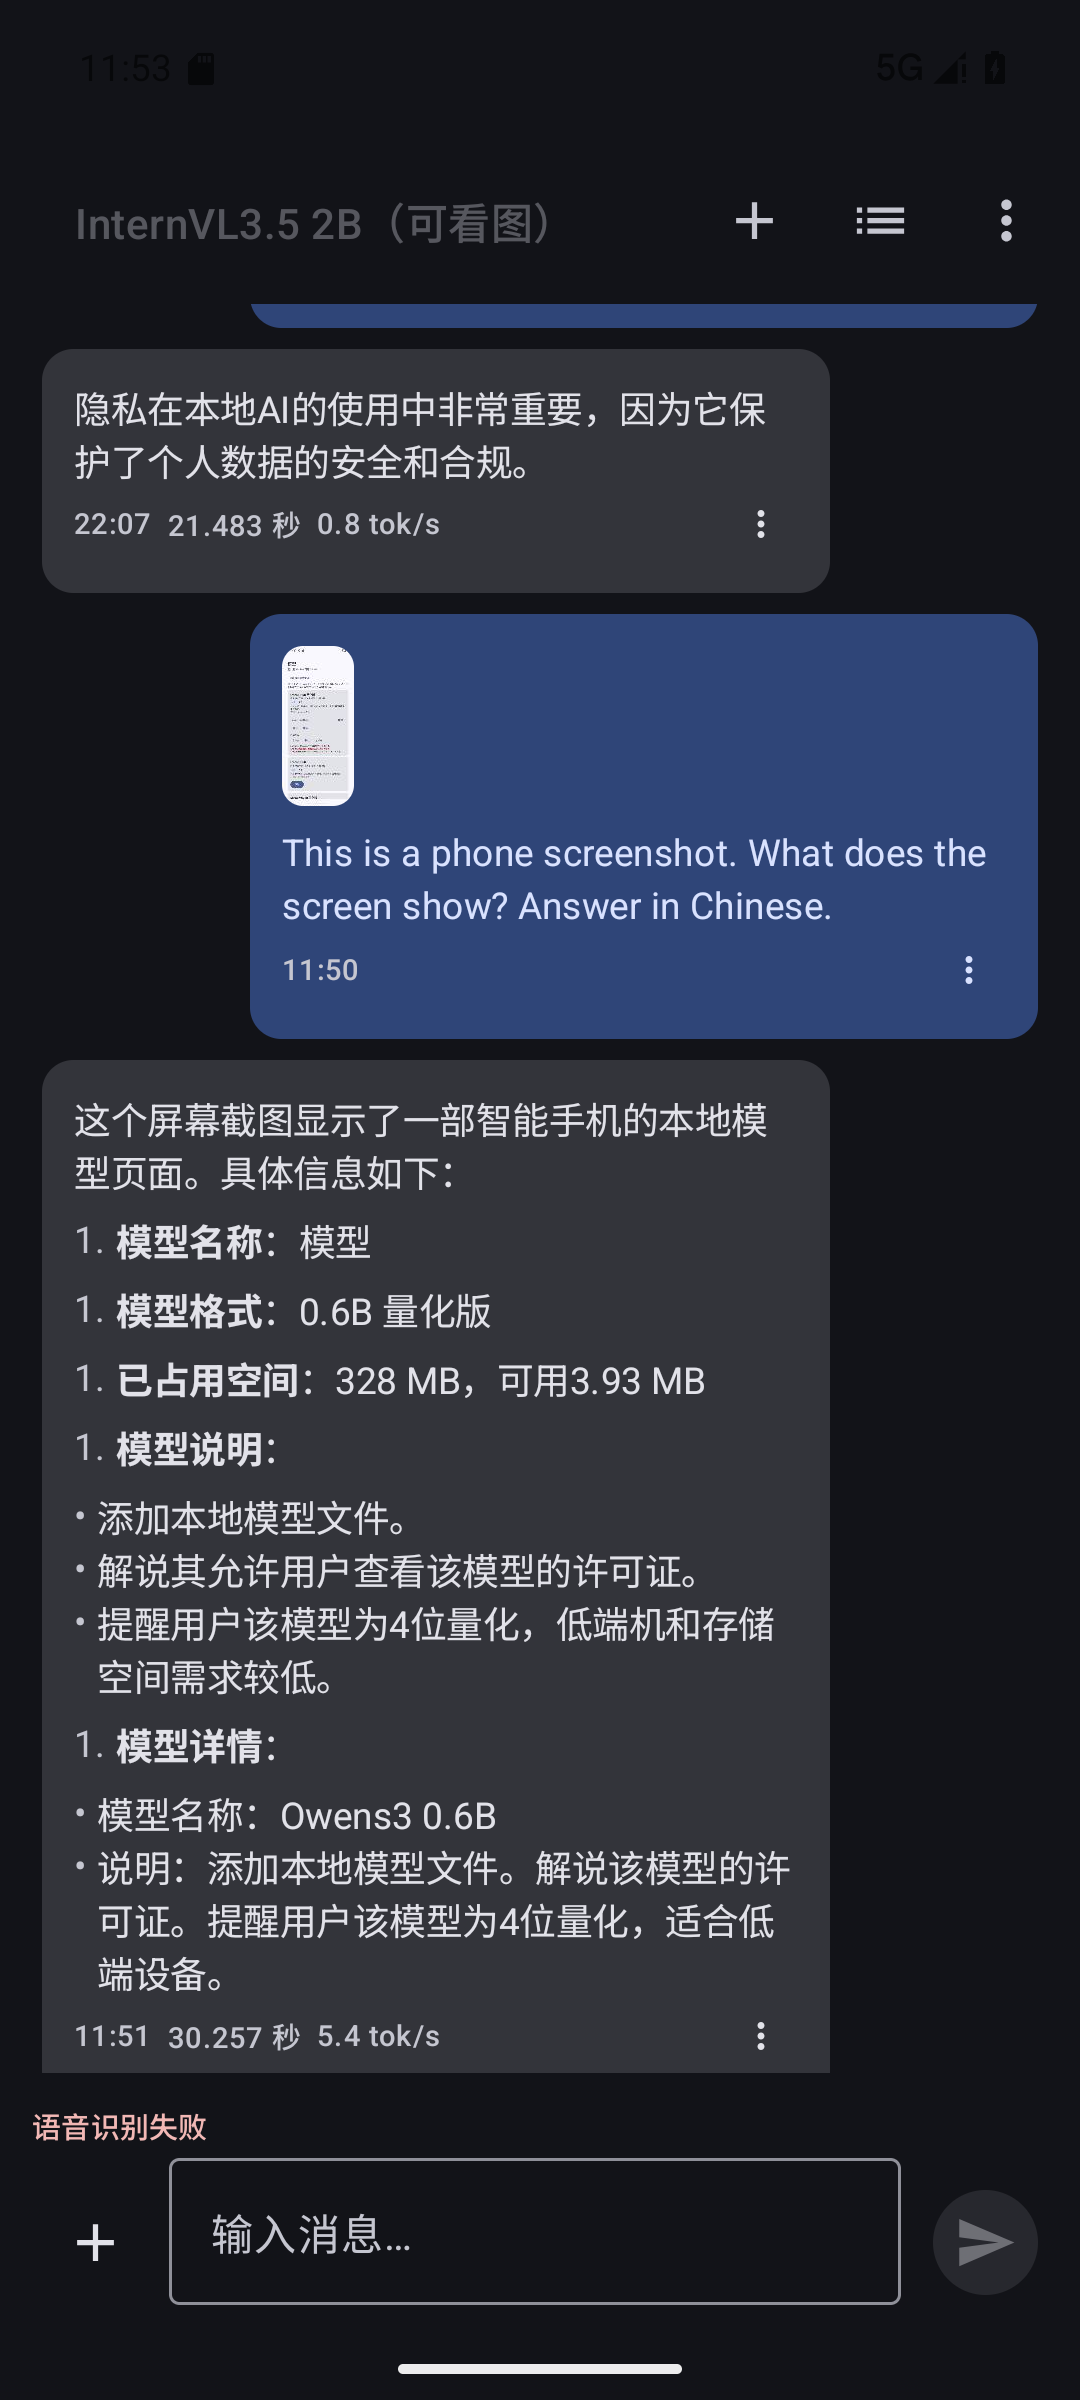 11:53
5G
InternVL3.5 2B（可看图）
隐私在本地AI的使用中非常重要，因为它保
护了个人数据的安全和合规。
22:07 21.483 秒 0.8 tok/s
This is a phone screenshot. What does the
screen show? Answer in Chinese.
11:50
这个屏幕截图显示了一部智能手机的本地模
型页面。具体信息如下：
1. 模型名称：模型
1. 模型格式：0.6B 量化版
1. 已占用空间：328 MB，可用3.93 MB
1. 模型说明：
• 添加本地模型文件。
• 解说其允许用户查看该模型的许可证。
• 提醒用户该模型为4位量化，低端机和存储
空间需求较低。
1. 模型详情：
• 模型名称：Owens3 0.6B
• 说明：添加本地模型文件。解说该模型的许
可证。提醒用户该模型为4位量化，适合低
端设备。
11:51 30.257 秒 5.4 tok/s
语音识别失败
输入消息...